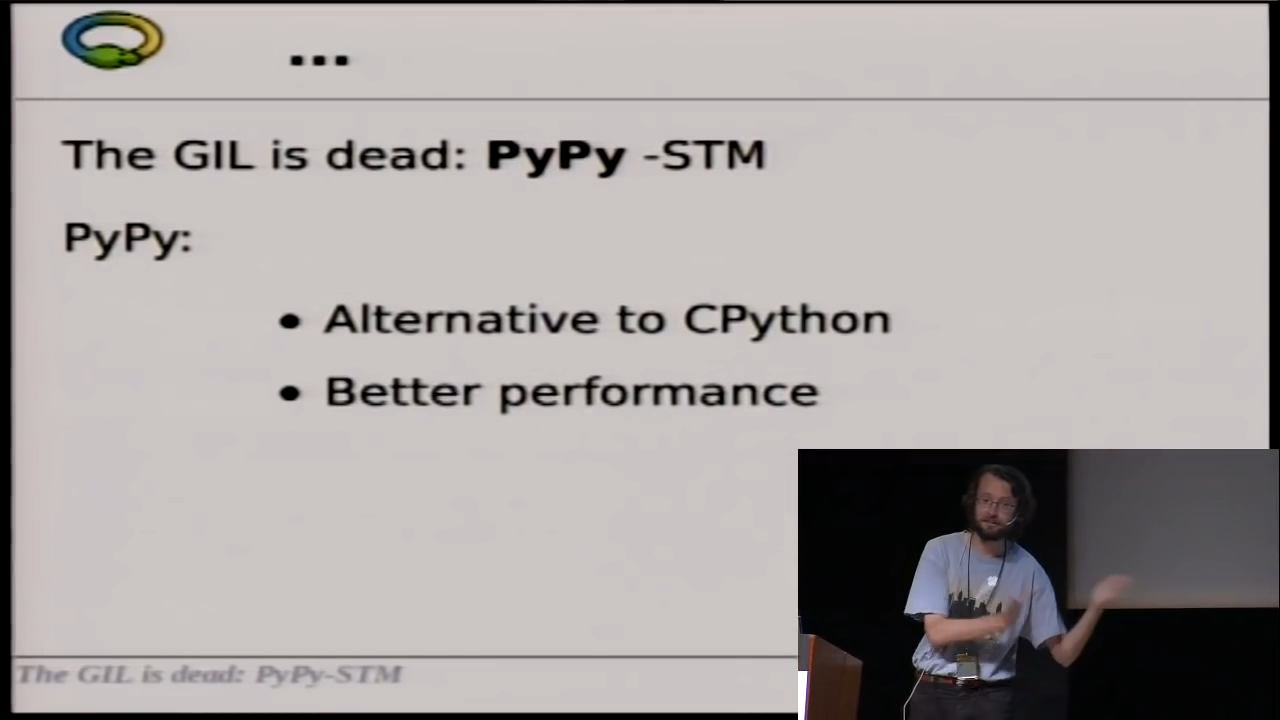 ...
The GIL is dead: PyPy -STM
PyPy:
• Alternative to CPython
• Better performance
The GIL is dead: PyPy-STM